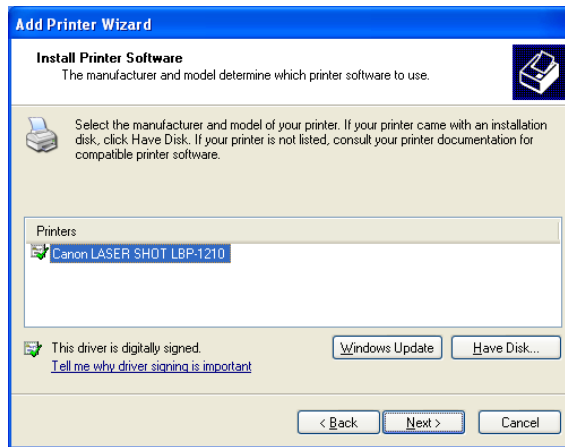 Add Printer Wizard
Install Printer Software
The manufacturer and model determine which printer software to use.
Select the manufacturer and model of your printer. If your printer came with an installation
disk, click Have Disk. If your printer is not listed, consult your printer documentation for
compatible printer software.
Printers
Canon LASER SHOT LBP-1210
This driver is digitally signed.
Tell me why driver signing is important
Windows Update
Have Disk...
< Back
Next >
Cancel